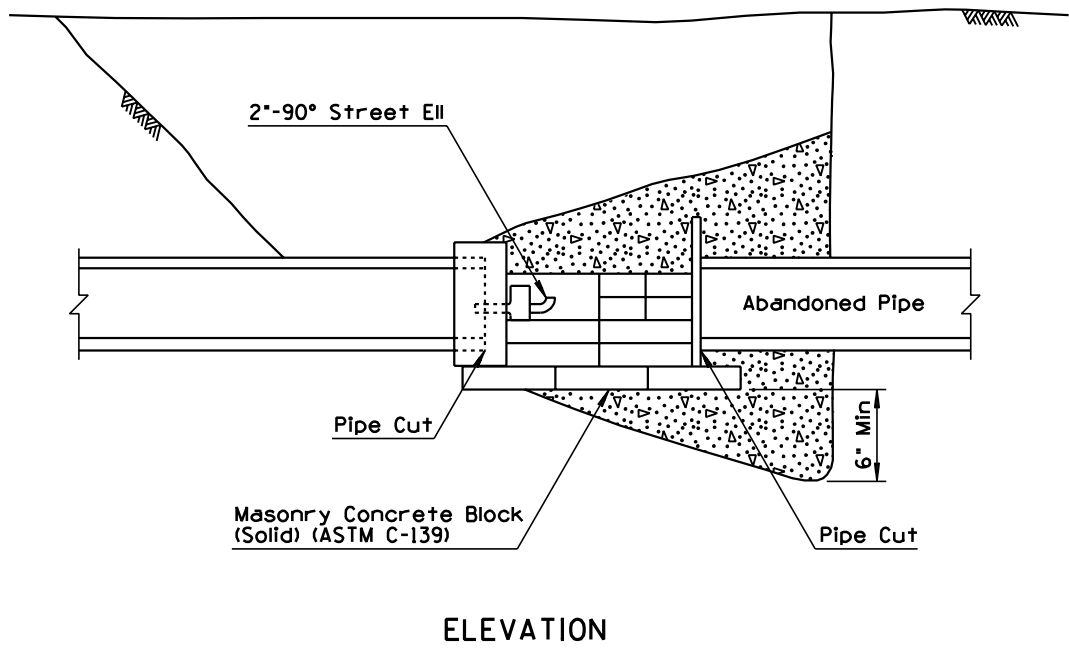 2"-90° Street Ell
Abandoned Pipe
Pipe Cut
6" Min
Masonry Concrete Block
(Solid) (ASTM C-139)
Pipe Cut
ELEVATION